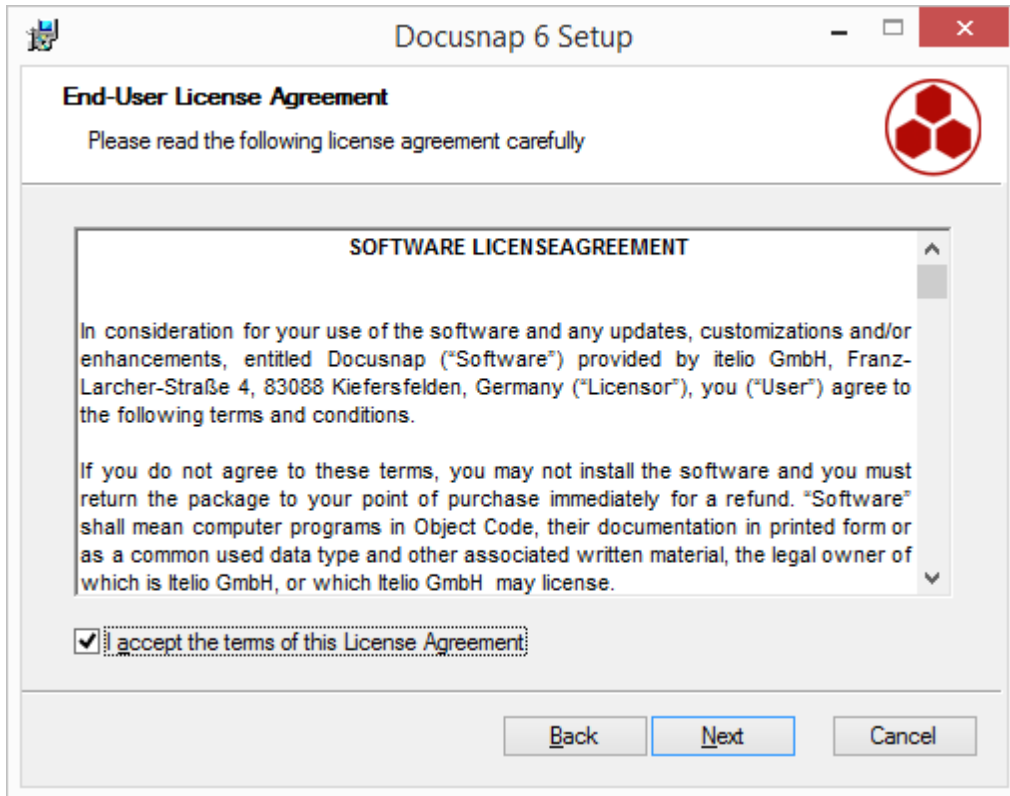 Docusnap 6 Setup
End-User License Agreement
Please read the following license agreement carefully
SOFTWARE LICENSEAGREEMENT
In consideration for your use of the software and any updates, customizations and/or
enhancements, entitled Docusnap (“Software”) provided by itelio GmbH, Franz-
Larcher-Straße 4, 83088 Kiefersfelden, Germany (“Licensor”), you (“User”) agree to
the following terms and conditions.
If you do not agree to these terms, you may not install the software and you must
return the package to your point of purchase immediately for a refund. “Software”
shall mean computer programs in Object Code, their documentation in printed form or
as a common used data type and other associated written material, the legal owner of
which is Itelio GmbH, or which Itelio GmbH may license.
I accept the terms of this License Agreement
Back Next Cancel